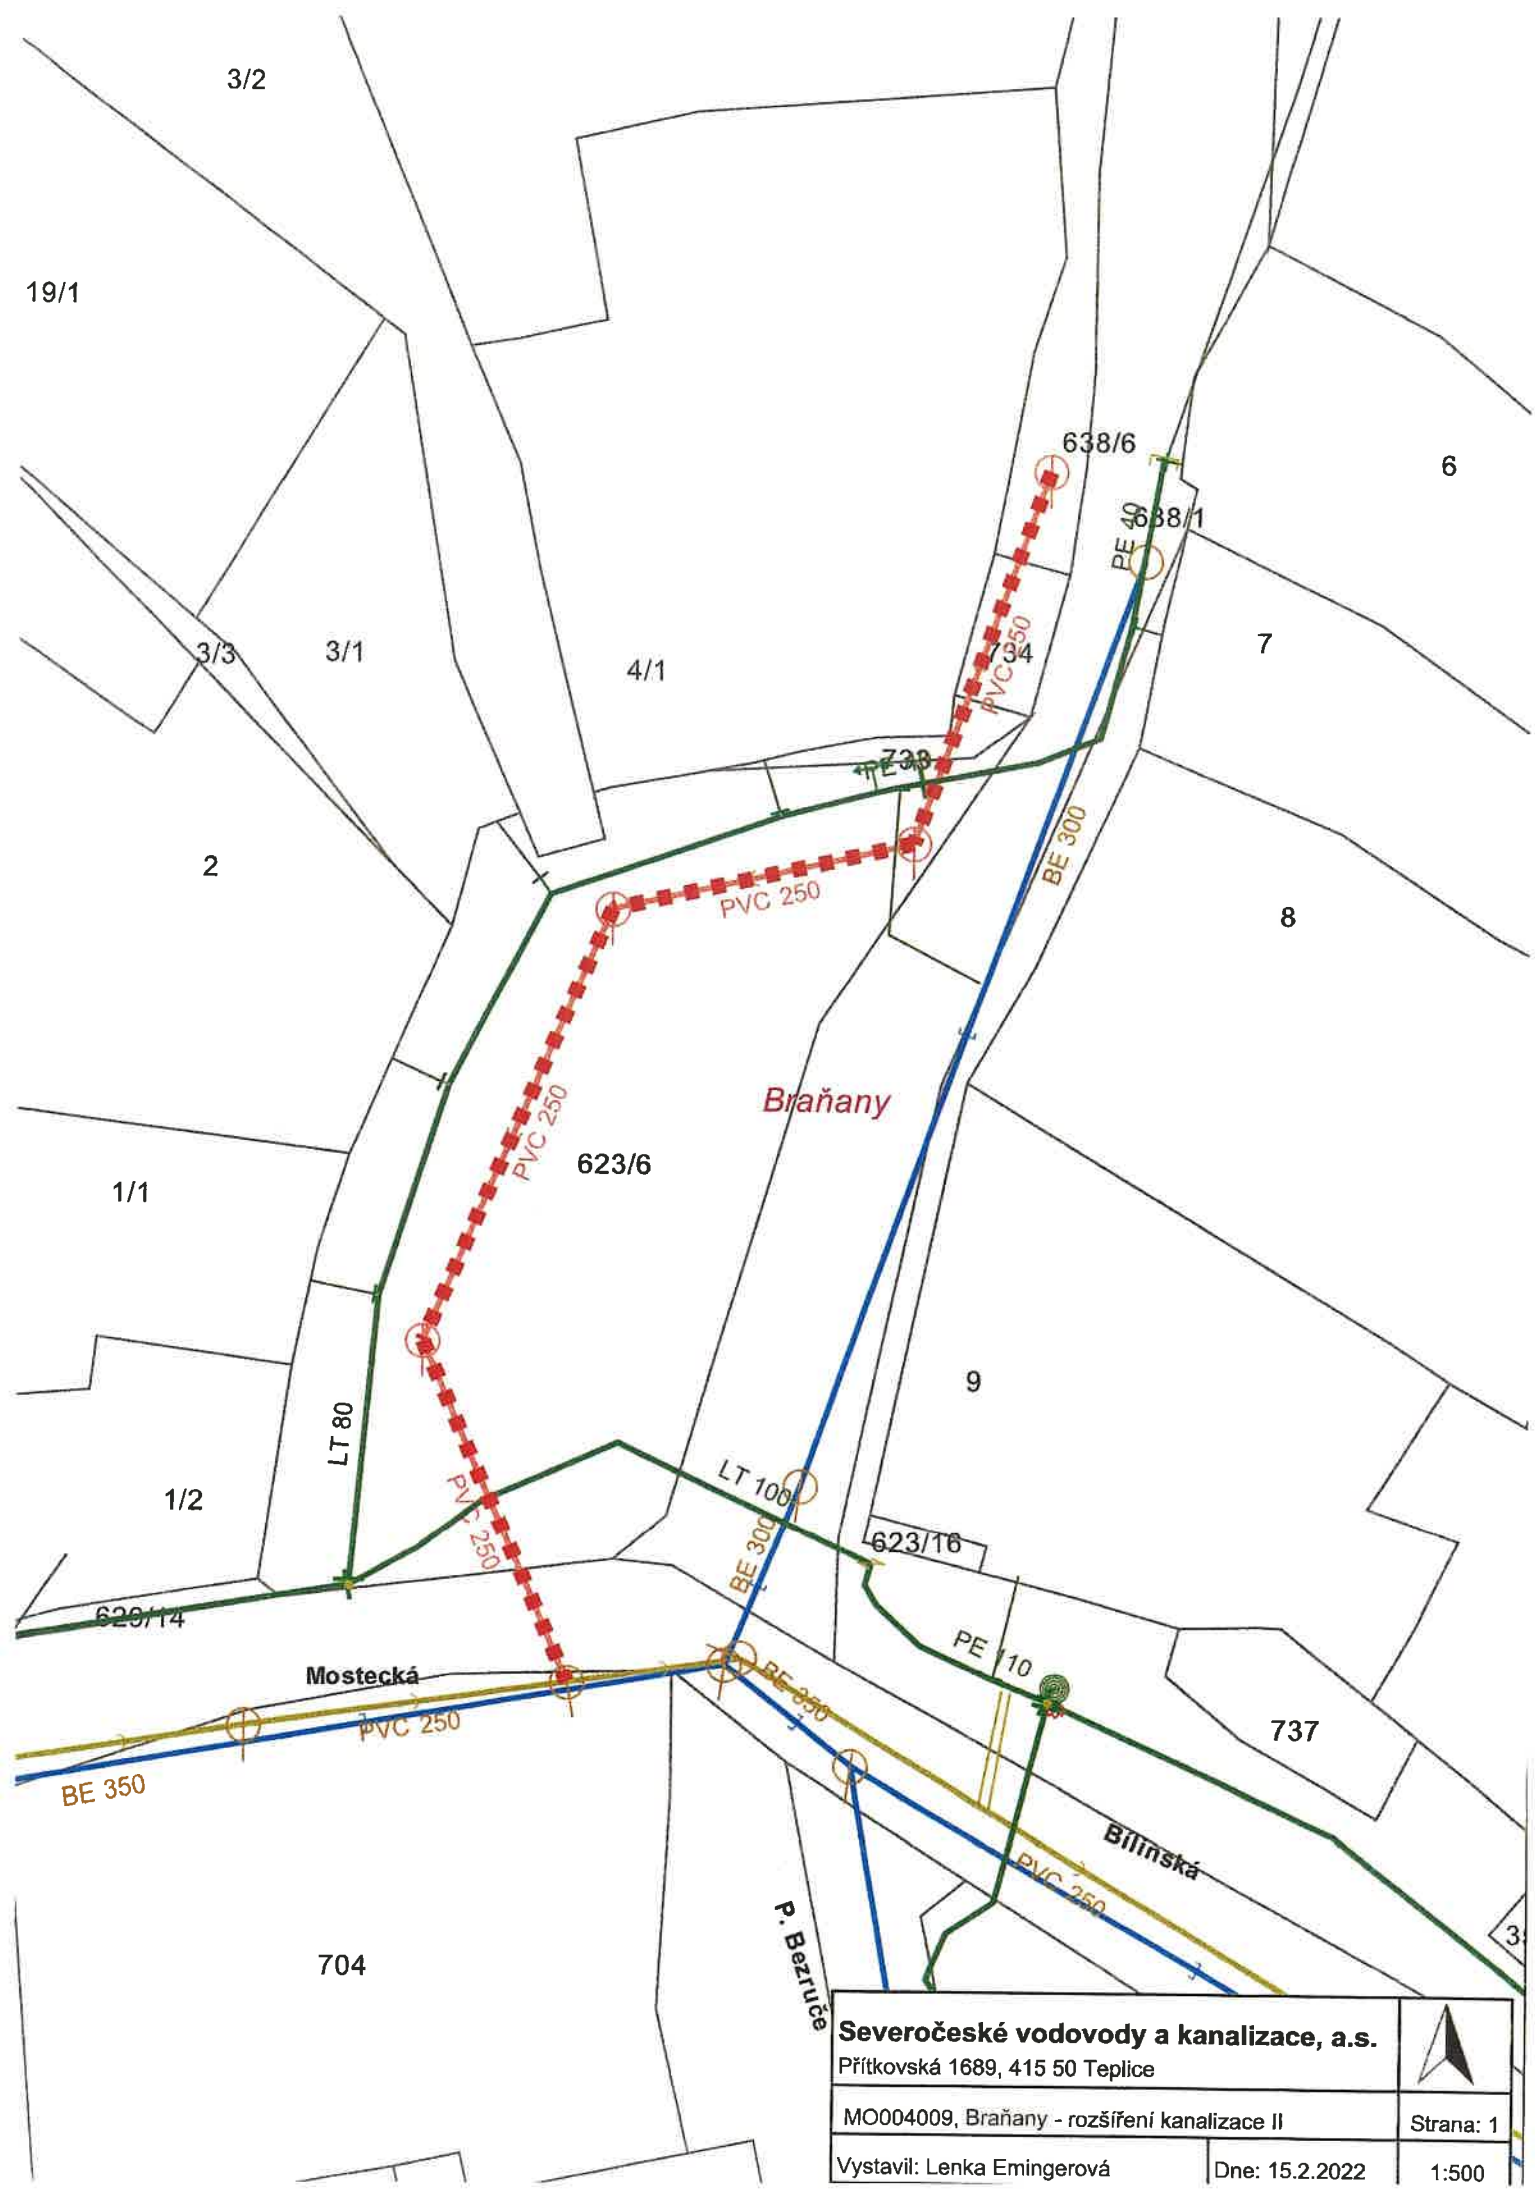 3/2
19/1
638/6
6
638/1
PE 40
3/3
3/1
4/1
734
PVC 250
7
733
PE
2
PVC 250
BE 300
8
Braňany
PVC 250
623/6
1/1
9
LT 80
1/2
LT 100
PVC 250
BE 300
623/16
629/14
Mostecká
PVC 250
BE 350
BE 350
PE 110
737
Bílinská
PVC 250
P. Bezruče
704
Severočeské vodovody a kanalizace, a.s.
Přítkovská 1689, 415 50 Teplice
MO004009, Braňany - rozšíření kanalizace II
Strana: 1
Vystavil: Lenka Emingerová
Dne: 15.2.2022
1:500